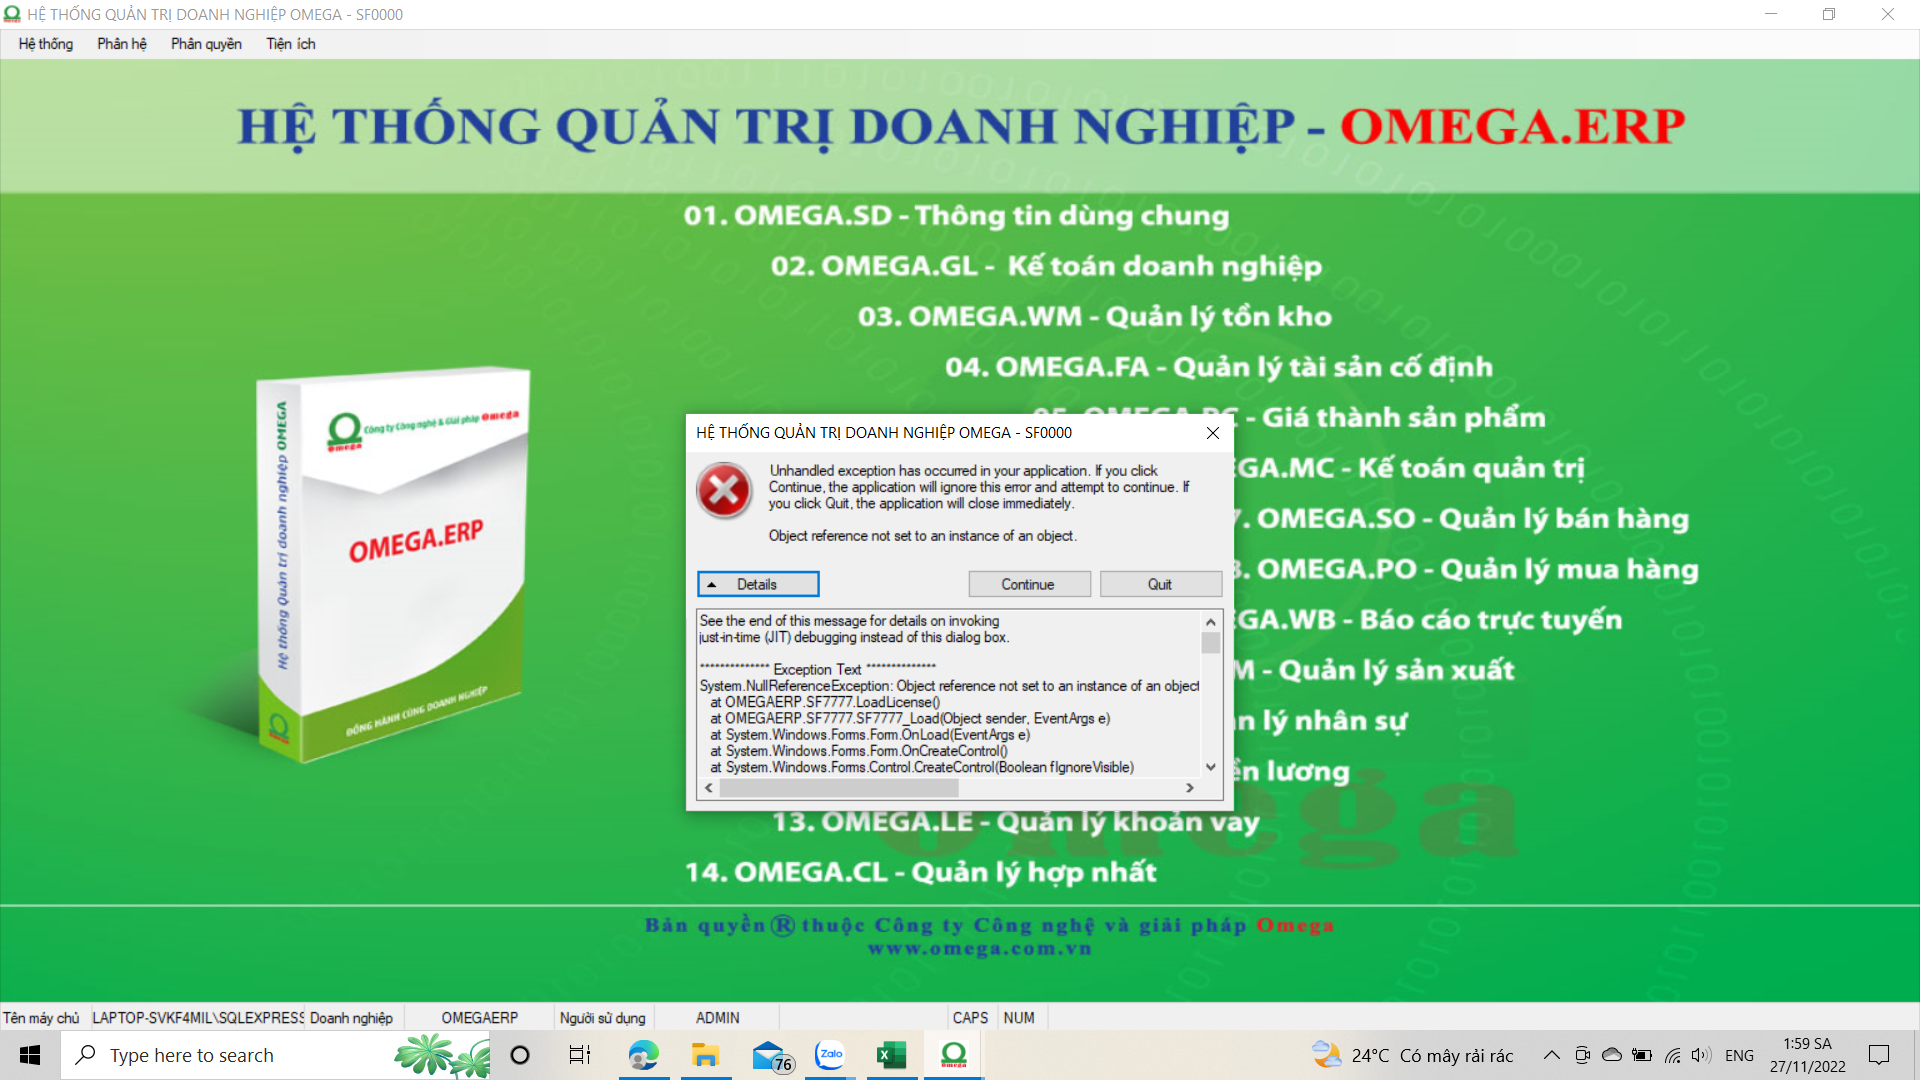 HỆ THỐNG QUẢN TRỊ DOANH NGHIỆP OMEGA - SF0000
Hệ thống Phân hệ Phân quyền Tiện ích
HỆ THỐNG QUẢN TRỊ DOANH NGHIỆP - OMEGA.ERP
01. OMEGA.SD - Thông tin dùng chung
02. OMEGA.GL - Kế toán doanh nghiệp
03. OMEGA.WM - Quản lý tồn kho
04. OMEGA.FA - Quản lý tài sản cố định
- Giá thành sản phẩm
GA.MC - Kế toán quản trị
7. OMEGA.SO - Quản lý bán hàng
8. OMEGA.PO - Quản lý mua hàng
GA.WB - Báo cáo trực tuyến
M - Quản lý sản xuất
n lý nhân sự
ền lương
13. OMEGA.LE - Quản lý khoản vay
14. OMEGA.CL - Quản lý hợp nhất
omega
Hệ thống Quản trị doanh nghiệp OMEGA
Omega
Công ty Công nghệ & Giải pháp Omega
Omega
OMEGA.ERP
ĐỒNG HÀNH CÙNG DOANH NGHIỆP
HỆ THỐNG QUẢN TRỊ DOANH NGHIỆP OMEGA - SF0000
Unhandled exception has occurred in your application. If you click
Continue, the application will ignore this error and attempt to continue. If
you click Quit, the application will close immediately.
Object reference not set to an instance of an object.
Details Continue Quit
See the end of this message for details on invoking
just-in-time (JIT) debugging instead of this dialog box.
************** Exception Text **************
System.NullReferenceException: Object reference not set to an instance of an object
at OMEGAERP.SF7777.LoadLicense()
at OMEGAERP.SF7777.SF7777_Load(Object sender, EventArgs e)
at System.Windows.Forms.Form.OnLoad(EventArgs e)
at System.Windows.Forms.Form.OnCreateControl()
at System.Windows.Forms.Control.CreateControl(Boolean fIgnoreVisible)
Bản quyền ® thuộc Công ty Công nghệ và giải pháp Omega
www.omega.com.vn
Tên máy chủ LAPTOP-SVKF4MIL\SQLEXPRESS Doanh nghiệp OMEGAERP Người sử dụng ADMIN CAPS NUM
Type here to search 76 Zalo Omega 24°C Có mây rải rác ENG 1:59 SA
27/11/2022